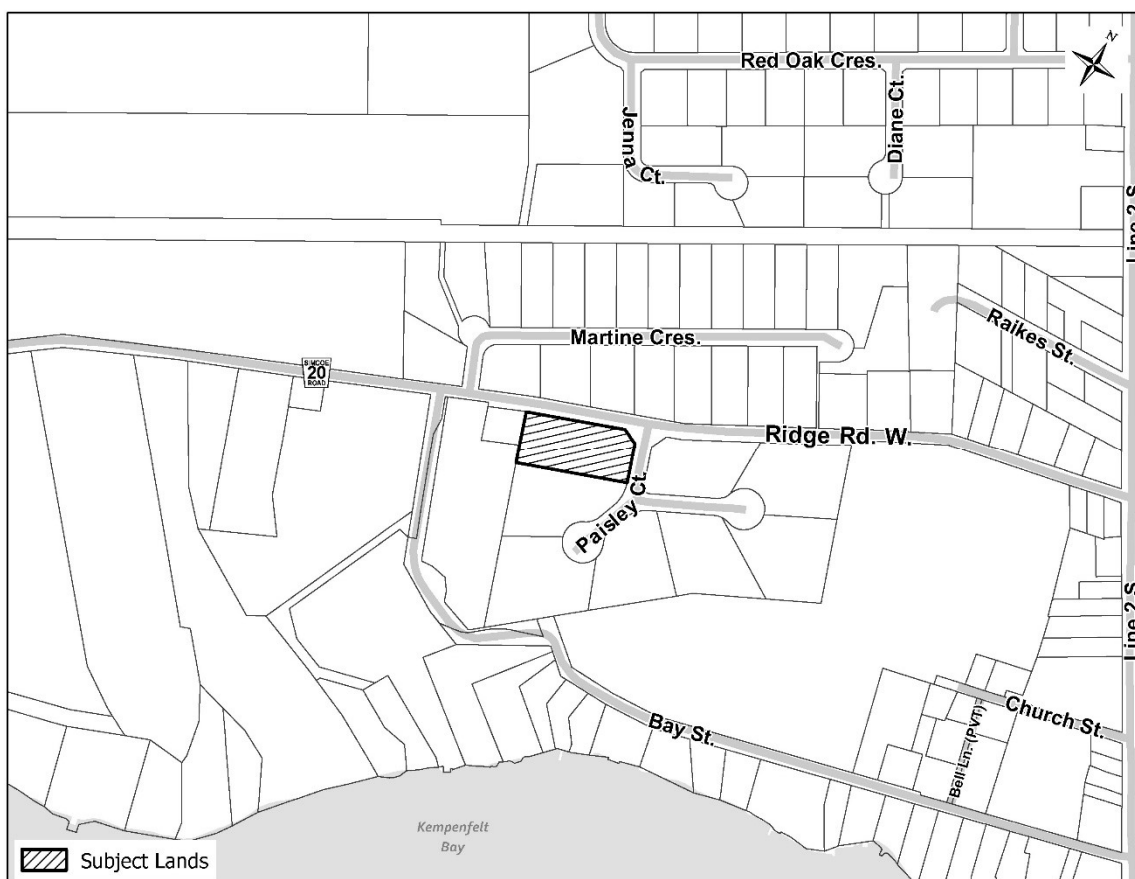 N
Red Oak Cres.
Jenna
Ct.
Diane Ct.
Line 2 S.
Martine Cres.
Raikes St.
SIMCOE
20
ROAD
Ridge Rd. W.
Paisley Ct.
Line 2 S.
Church St.
Bell Ln. (PVT)
Bay St.
Kempenfelt
Bay
Subject Lands